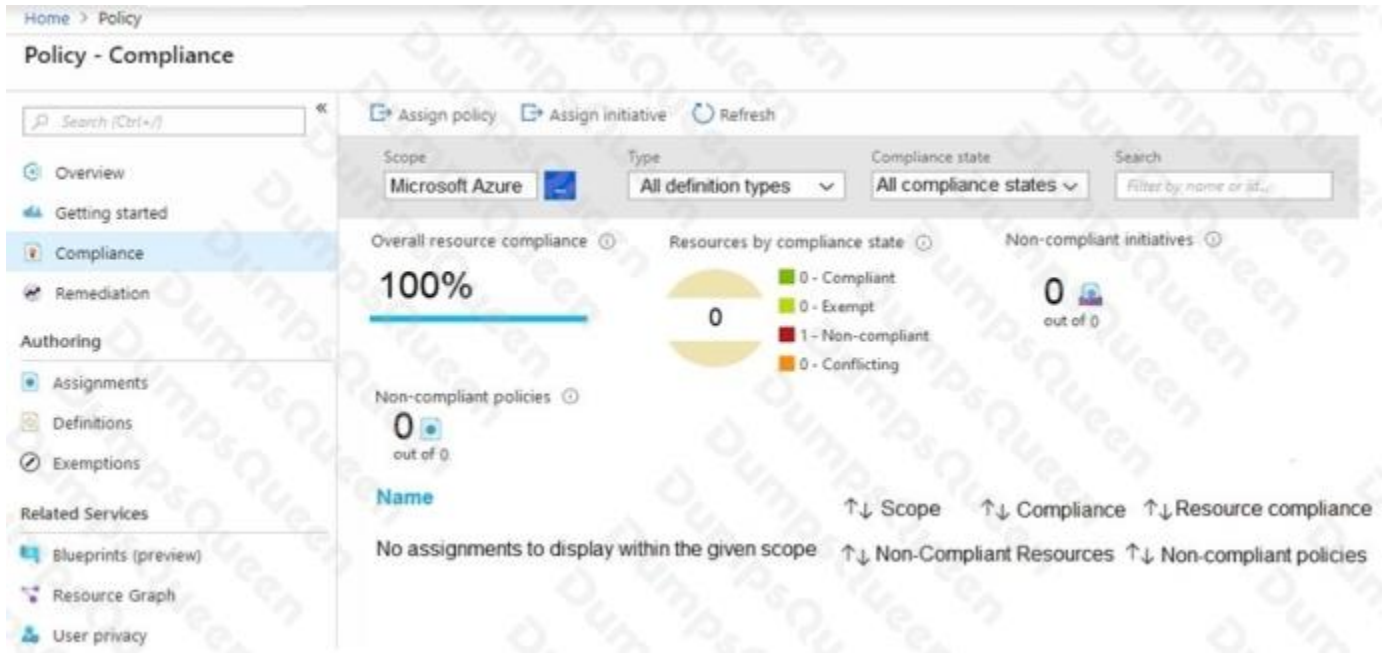 Home > Policy
Policy - Compliance
Search (Ctrl+/)
«
Overview
Getting started
Compliance
Remediation
Authoring
Assignments
Definitions
Exemptions
Related Services
Blueprints (preview)
Resource Graph
User privacy
Assign policy Assign initiative Refresh
Scope Type Compliance state Search
Microsoft Azure All definition types All compliance states Filter by name or id...
Overall resource compliance
100%
Resources by compliance state
0
0 - Compliant
0 - Exempt
1 - Non-compliant
0 - Conflicting
Non-compliant initiatives
0
out of 0
Non-compliant policies
0
out of 0
Name ↑↓ Scope ↑↓ Compliance ↑↓ Resource compliance
No assignments to display within the given scope ↑↓ Non-Compliant Resources ↑↓ Non-compliant policies
DumpsQueen